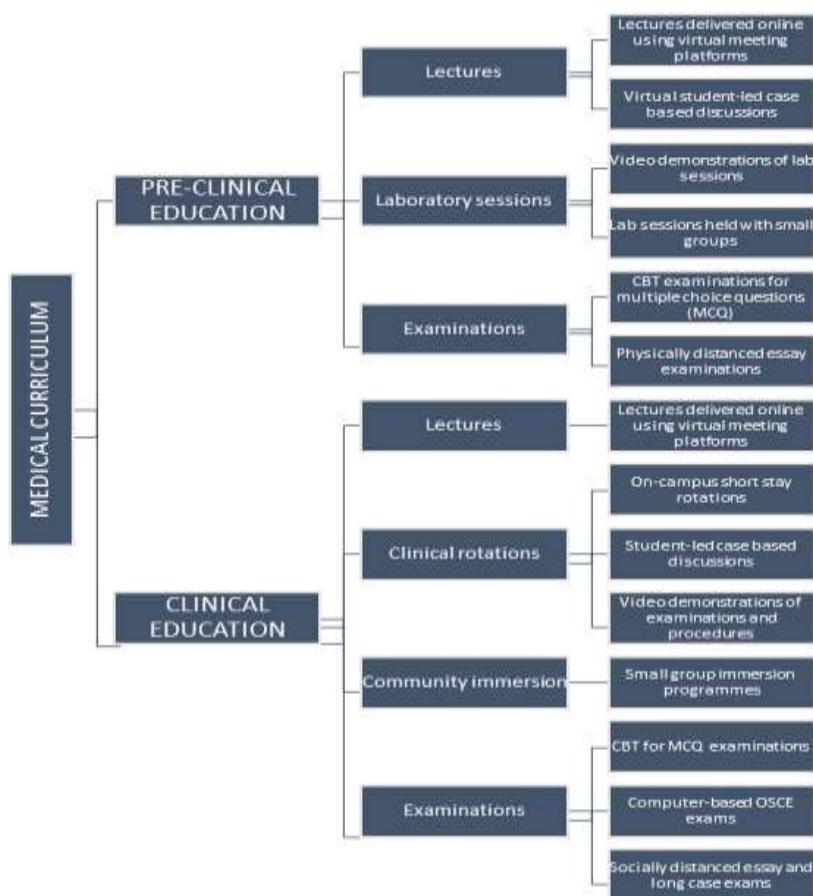 MEDICAL CURRICULUM
PRE-CLINICAL
EDUCATION
Lectures
Lectures delivered online
using virtual meeting
platforms
Virtual student-led case
based discussions
Laboratory sessions
Video demonstrations of lab
sessions
Lab sessions held with small
groups
Examinations
CBT examinations for
multiple choice questions
(MCQ)
Physically distanced essay
examinations
CLINICAL
EDUCATION
Lectures
Lectures delivered online
using virtual meeting
platforms
Clinical rotations
On-campus short stay
rotations
Student-led case based
discussions
Video demonstrations of
examinations and
procedures
Community immersion
Small group immersion
programmes
Examinations
CBT for MCQ examinations
Computer-based OSCE
exams
Socially distanced essay and
long case exams